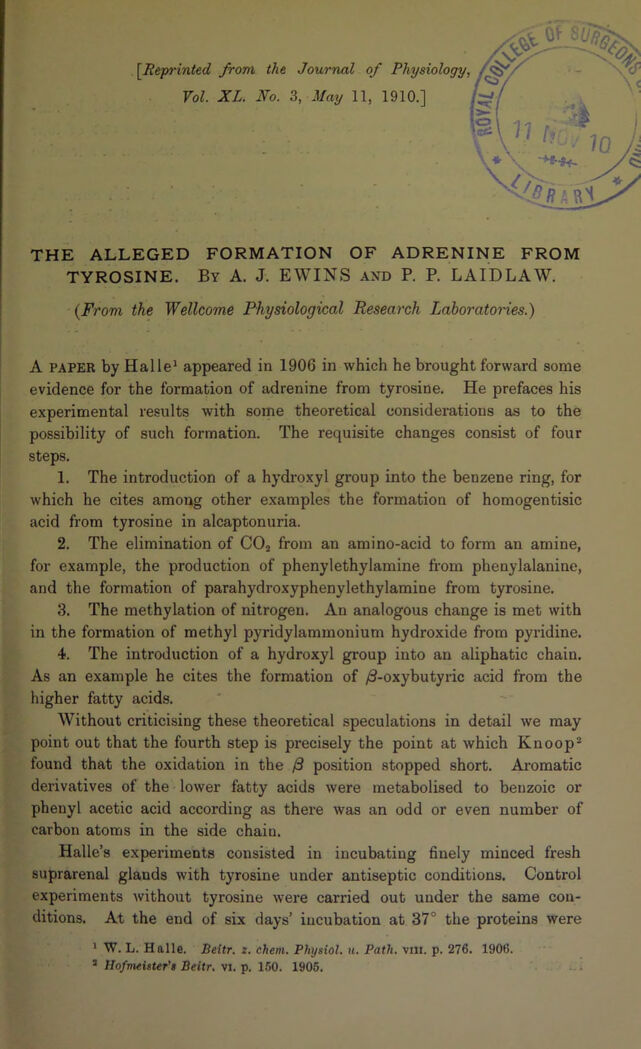 [Reprinted from the Journal of Physiology,
Vol. XL. No. 3, May 11, 1910.]
ROYAL COLLEGE OF SURGEONS
11 NOV 10
LIBRARY
THE ALLEGED FORMATION OF ADRENINE FROM
TYROSINE. By A. J. EWINS AND P. P. LAIDLAW.
(From the Wellcome Physiological Research Laboratories.)
A PAPER by Halle¹ appeared in 1906 in which he brought forward some
evidence for the formation of adrenine from tyrosine. He prefaces his
experimental results with some theoretical considerations as to the
possibility of such formation. The requisite changes consist of four
steps.
1. The introduction of a hydroxyl group into the benzene ring, for
which he cites among other examples the formation of homogentisic
acid from tyrosine in alcaptonuria.
2. The elimination of CO₂ from an amino-acid to form an amine,
for example, the production of phenylethylamine from phenylalanine,
and the formation of parahydroxyphenylethylamine from tyrosine.
3. The methylation of nitrogen. An analogous change is met with
in the formation of methyl pyridylammonium hydroxide from pyridine.
4. The introduction of a hydroxyl group into an aliphatic chain.
As an example he cites the formation of β-oxybutyric acid from the
higher fatty acids.
Without criticising these theoretical speculations in detail we may
point out that the fourth step is precisely the point at which Knoop²
found that the oxidation in the β position stopped short. Aromatic
derivatives of the lower fatty acids were metabolised to benzoic or
phenyl acetic acid according as there was an odd or even number of
carbon atoms in the side chain.
Halle's experiments consisted in incubating finely minced fresh
suprarenal glands with tyrosine under antiseptic conditions. Control
experiments without tyrosine were carried out under the same con-
ditions. At the end of six days' incubation at 37° the proteins were
¹ W. L. Halle. Beitr. z. chem. Physiol. u. Path. VIII. p. 276. 1906.
² Hofmeister's Beitr. VI. p. 150. 1905.